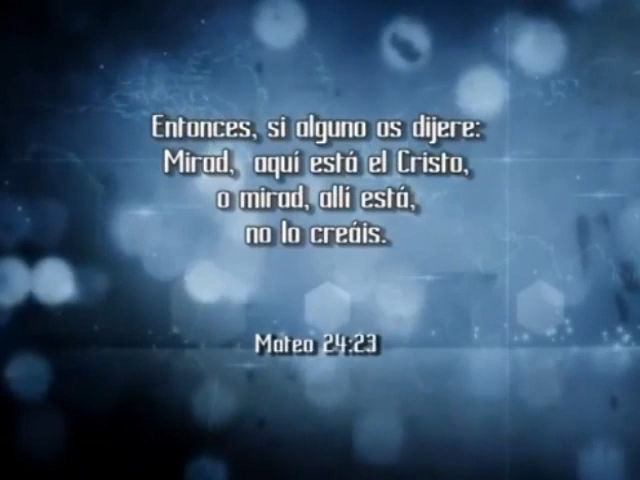 Entonces, si alguno os dijere:
Mirad, aquí está el Cristo,
o mirad, allí está,
no lo creáis.
Mateo 24:23